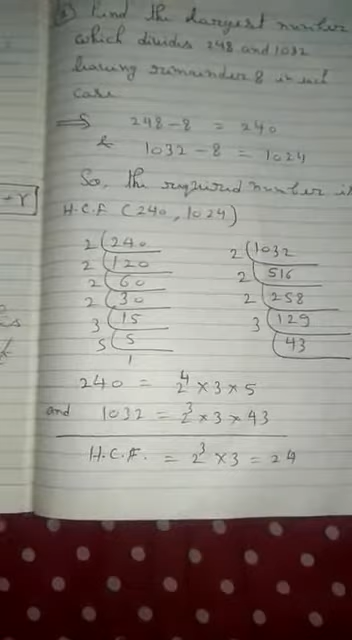 Find the largest number
which divides 248 and 1032
leaving remainder 8 in each
case
⇒ 248 - 8 = 240
& 1032 - 8 = 1024
So, the required number is
H.C.F (240, 1024)
+ r
2 | 240
2 | 120
2 | 60
2 | 30
3 | 15
5 | 5
1
2 | 1032
2 | 516
2 | 258
3 | 129
43
240 = 2⁴ × 3 × 5
and 1032 = 2³ × 3 × 43
H.C.F. = 2³ × 3 = 24